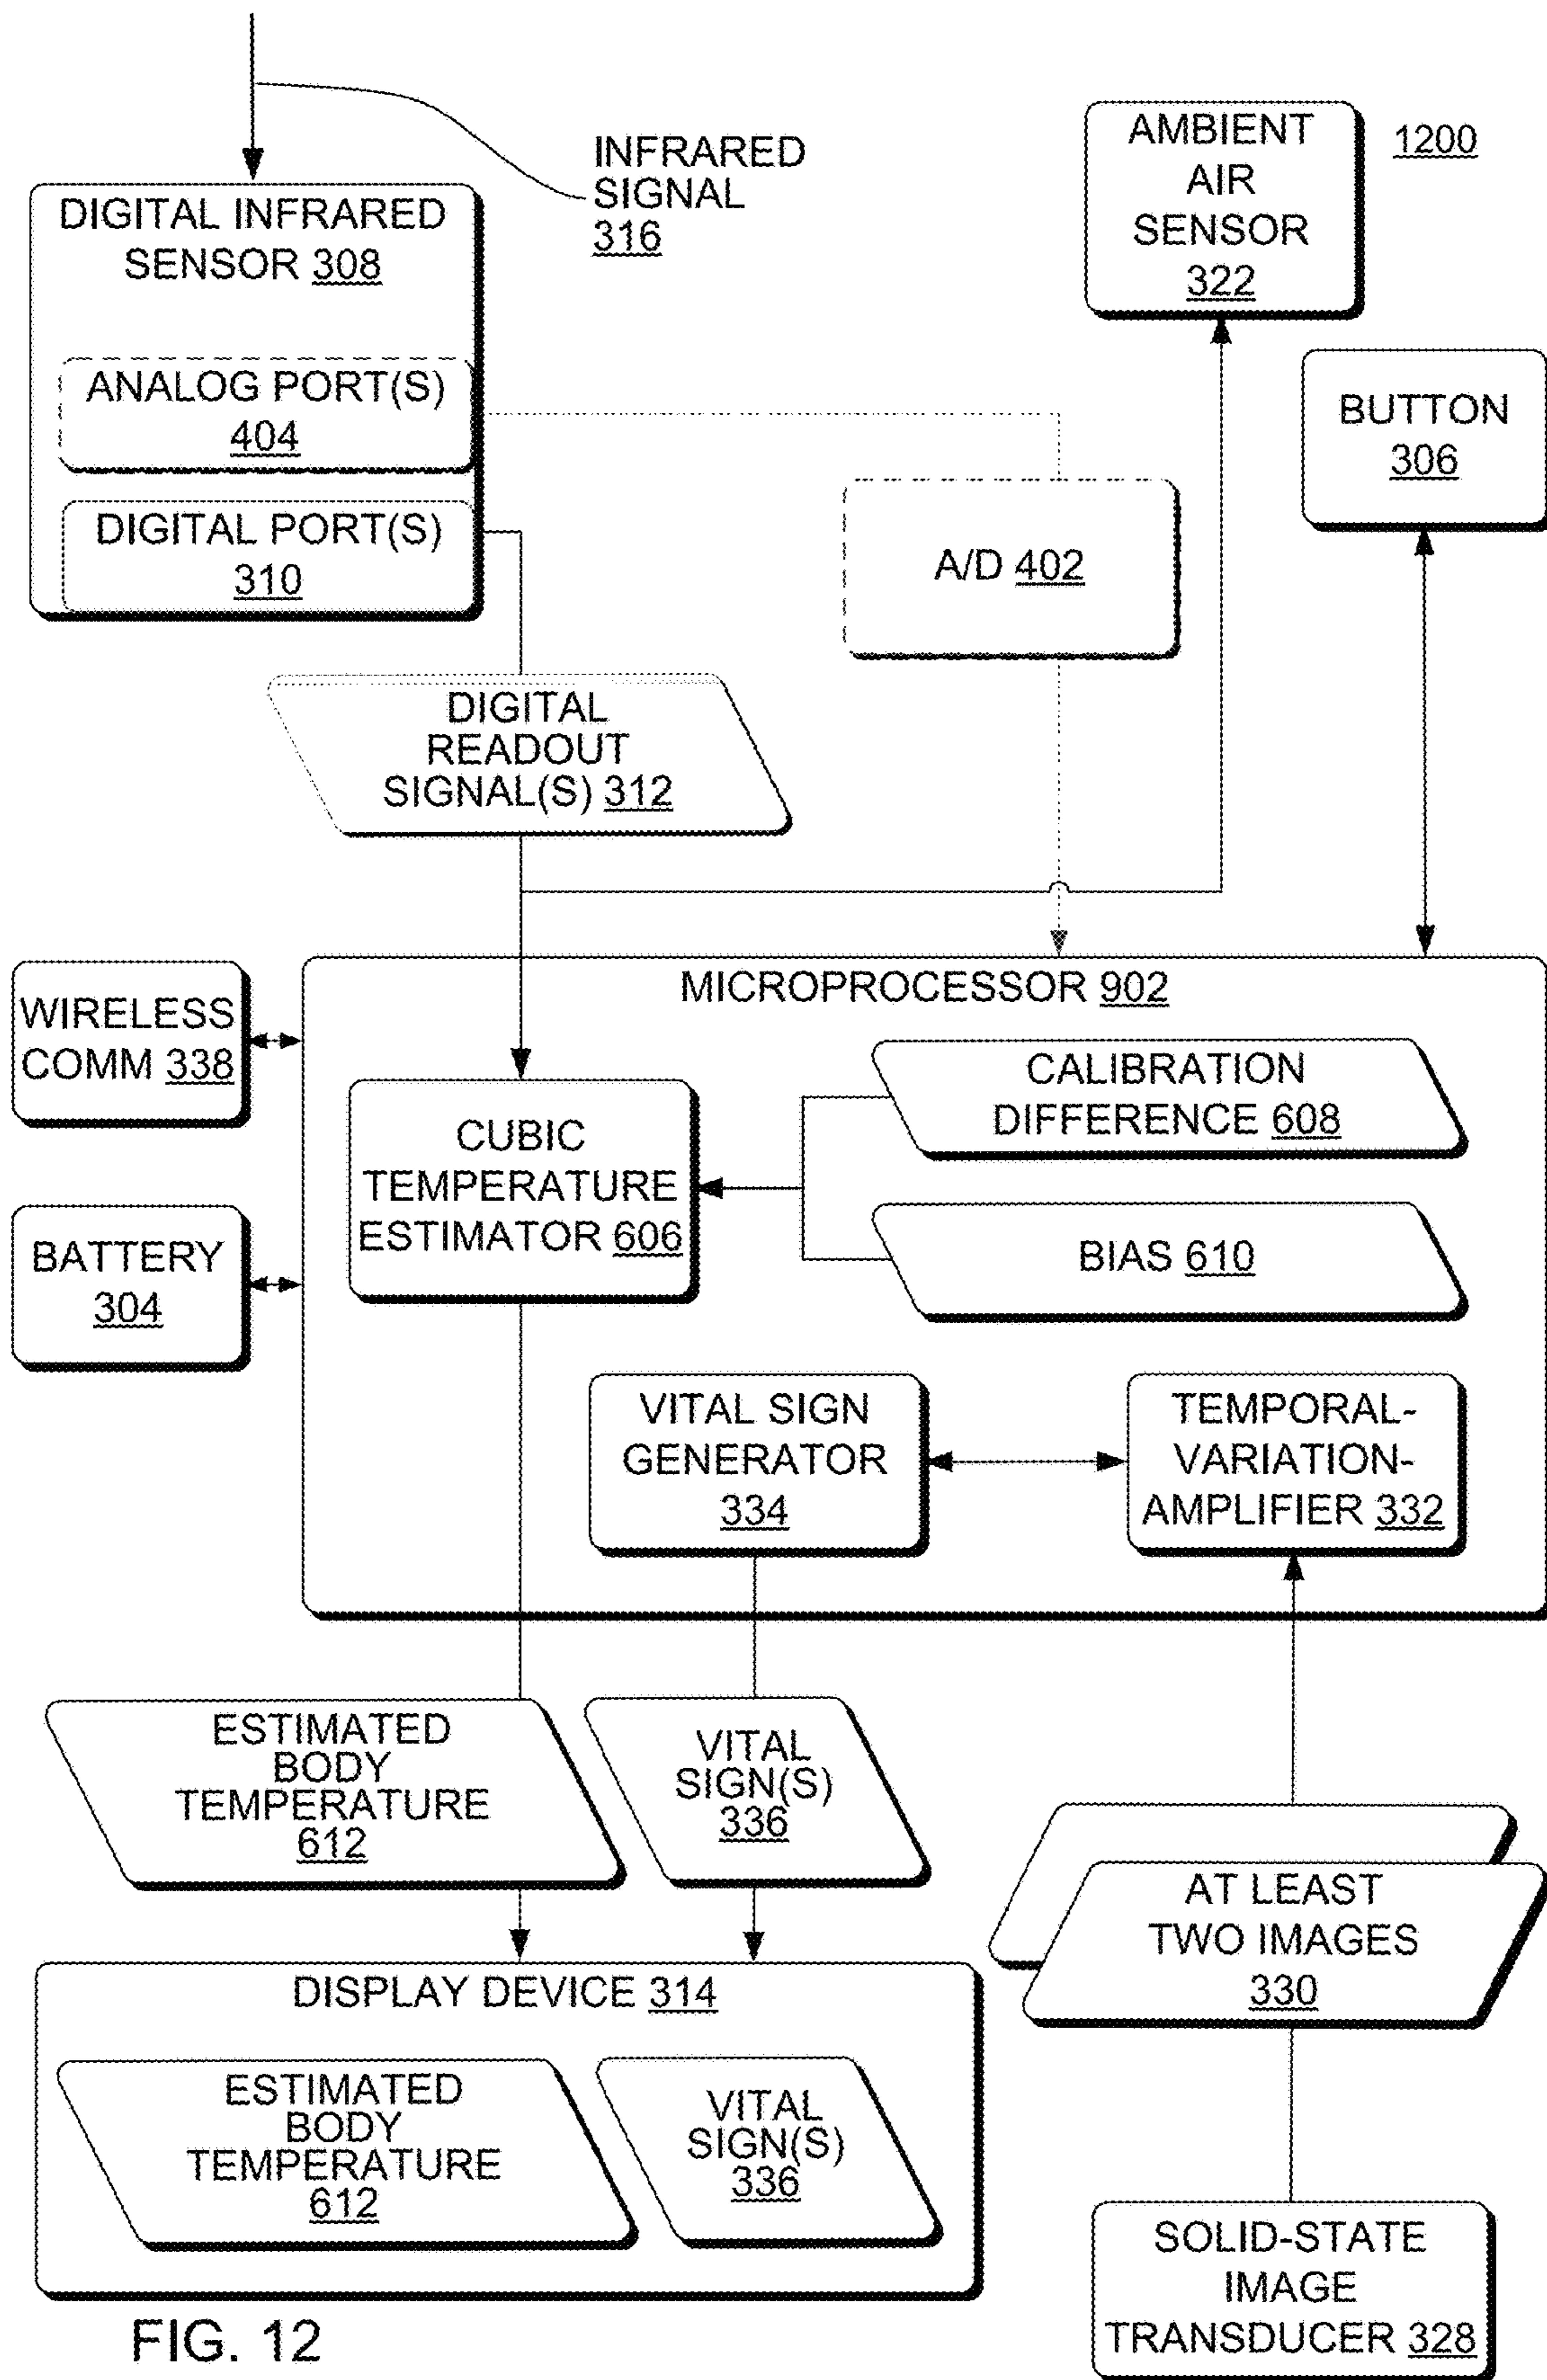 INFRARED
SIGNAL
316
AMBIENT
AIR
SENSOR
322
1200
DIGITAL INFRARED
SENSOR 308
ANALOG PORT(S)
404
DIGITAL PORT(S)
310
A/D 402
BUTTON
306
DIGITAL
READOUT
SIGNAL(S) 312
MICROPROCESSOR 902
WIRELESS
COMM 338
BATTERY
304
CUBIC
TEMPERATURE
ESTIMATOR 606
CALIBRATION
DIFFERENCE 608
BIAS 610
VITAL SIGN
GENERATOR
334
TEMPORAL-
VARIATION-
AMPLIFIER 332
ESTIMATED
BODY
TEMPERATURE
612
VITAL
SIGN(S)
336
AT LEAST
TWO IMAGES
330
DISPLAY DEVICE 314
ESTIMATED
BODY
TEMPERATURE
612
VITAL
SIGN(S)
336
SOLID-STATE
IMAGE
TRANSDUCER 328
FIG. 12